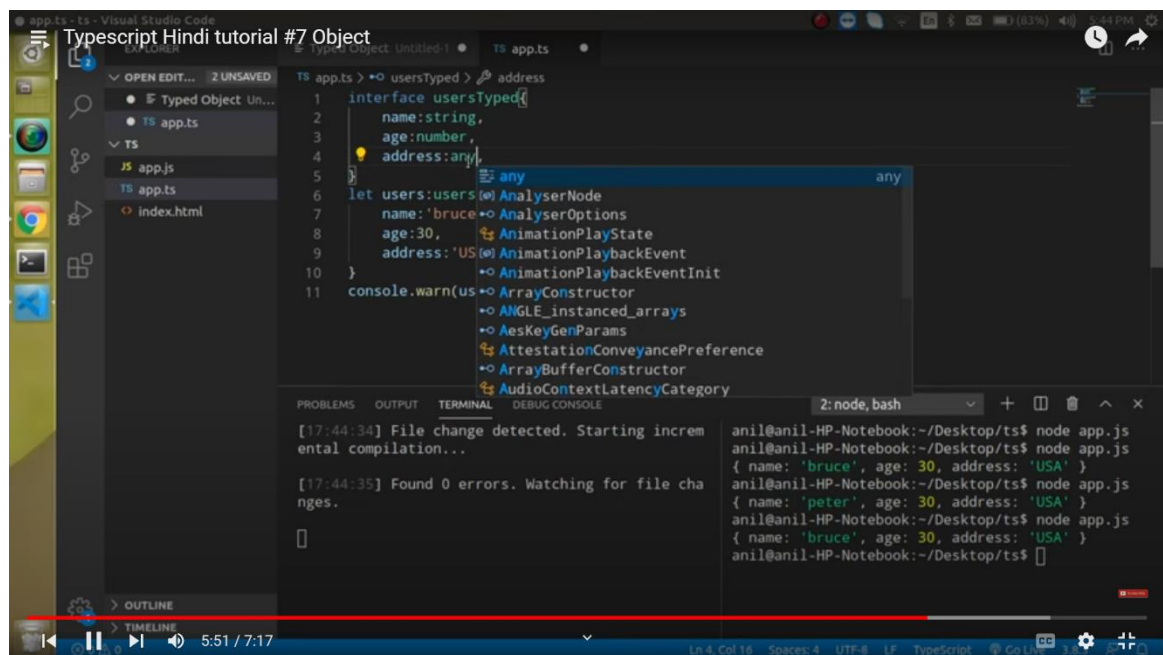 app.ts - ts - Visual Studio Code
(83%)
5:44 PM
Typescript Hindi tutorial #7 Object
EXPLORER
Typed Object Untitled-1
TS app.ts
OPEN EDIT... 2 UNSAVED
Typed Object Un...
TS app.ts
TS
JS app.js
TS app.ts
index.html
OUTLINE
TIMELINE
TS app.ts > usersTyped > address
1 interface usersTyped{
2 name:string,
3 age:number,
4 address:any,
5 }
6 let users:users
7 name:'bruce
8 age:30,
9 address:'US
10 }
11 console.warn(us
any any
AnalyserNode
AnalyserOptions
AnimationPlayState
AnimationPlaybackEvent
AnimationPlaybackEventInit
ArrayConstructor
ANGLE_instanced_arrays
AesKeyGenParams
AttestationConveyancePreference
ArrayBufferConstructor
AudioContextLatencyCategory
PROBLEMS OUTPUT TERMINAL DEBUG CONSOLE
2: node, bash
[17:44:34] File change detected. Starting increm
ental compilation...
[17:44:35] Found 0 errors. Watching for file cha
nges.
anil@anil-HP-Notebook:~/Desktop/ts$ node app.js
anil@anil-HP-Notebook:~/Desktop/ts$ node app.js
{ name: 'bruce', age: 30, address: 'USA' }
anil@anil-HP-Notebook:~/Desktop/ts$ node app.js
{ name: 'peter', age: 30, address: 'USA' }
anil@anil-HP-Notebook:~/Desktop/ts$ node app.js
{ name: 'bruce', age: 30, address: 'USA' }
anil@anil-HP-Notebook:~/Desktop/ts$
5:51 / 7:17
CC
Ln 4, Col 16 Spaces: 4 UTF-8 LF TypeScript Go Live